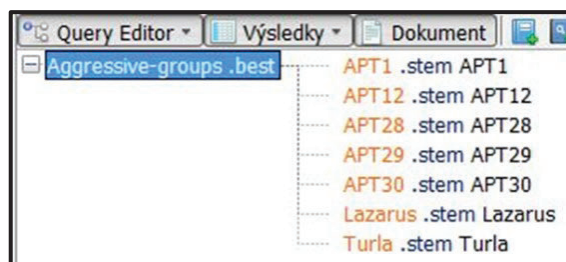 Query Editor Výsledky Dokument
Aggressive-groups .best
APT1 .stem APT1
APT12 .stem APT12
APT28 .stem APT28
APT29 .stem APT29
APT30 .stem APT30
Lazarus .stem Lazarus
Turla .stem Turla